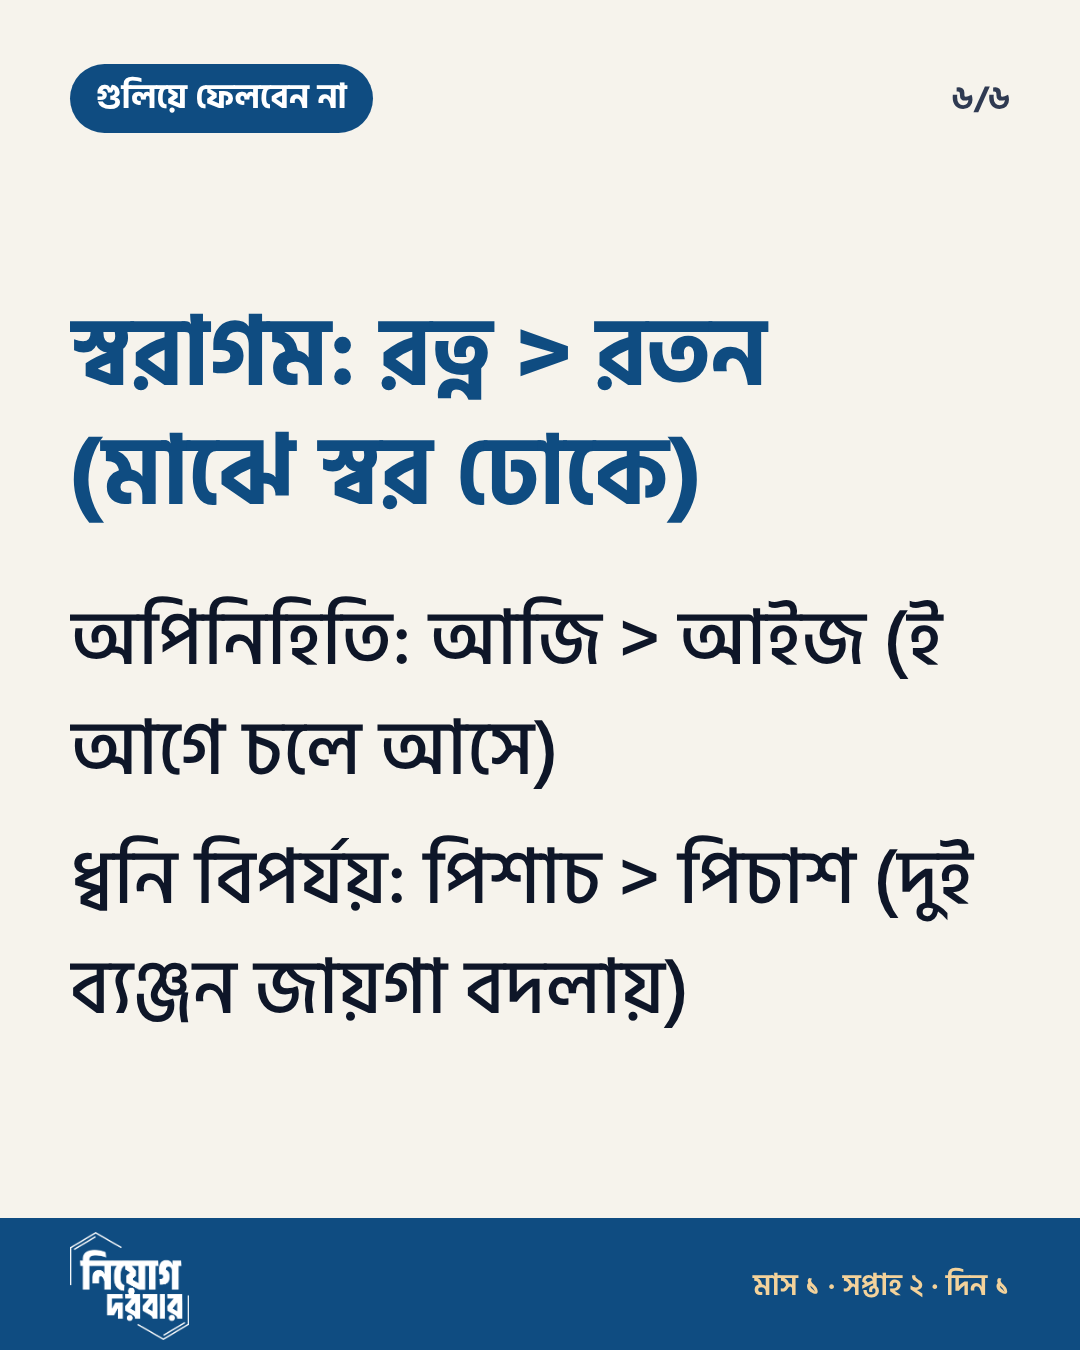 গুলিয়ে ফেলবেন না
৬/৬
স্বরাগম: রত্ন > রতন
(মাঝে স্বর ঢোকে)
অপিনিহিতি: আজি > আইজ (ই
আগে চলে আসে)
ধ্বনি বিপর্যয়: পিশাচ > পিচাশ (দুই
ব্যঞ্জন জায়গা বদলায়)
নিয়োগ
দরবার
মাস ১ · সপ্তাহ ২ · দিন ১